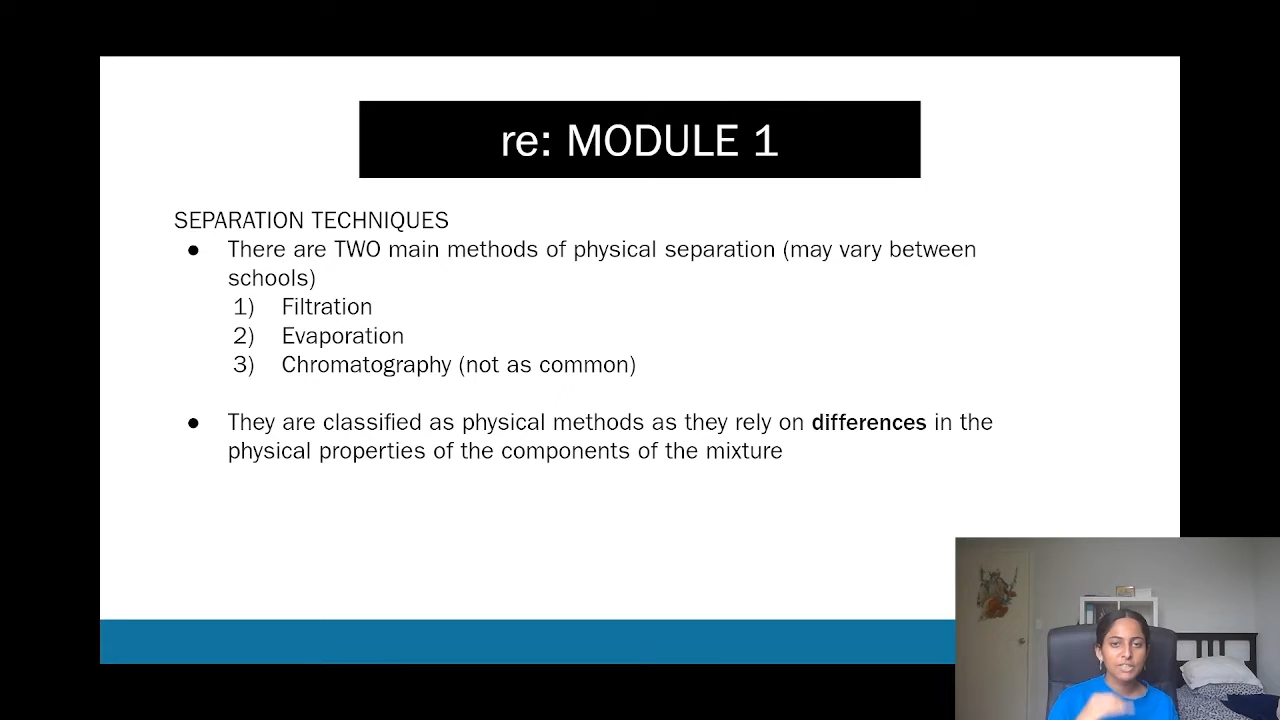 re: MODULE 1
SEPARATION TECHNIQUES
● There are TWO main methods of physical separation (may vary between
schools)
1) Filtration
2) Evaporation
3) Chromatography (not as common)
● They are classified as physical methods as they rely on differences in the
physical properties of the components of the mixture